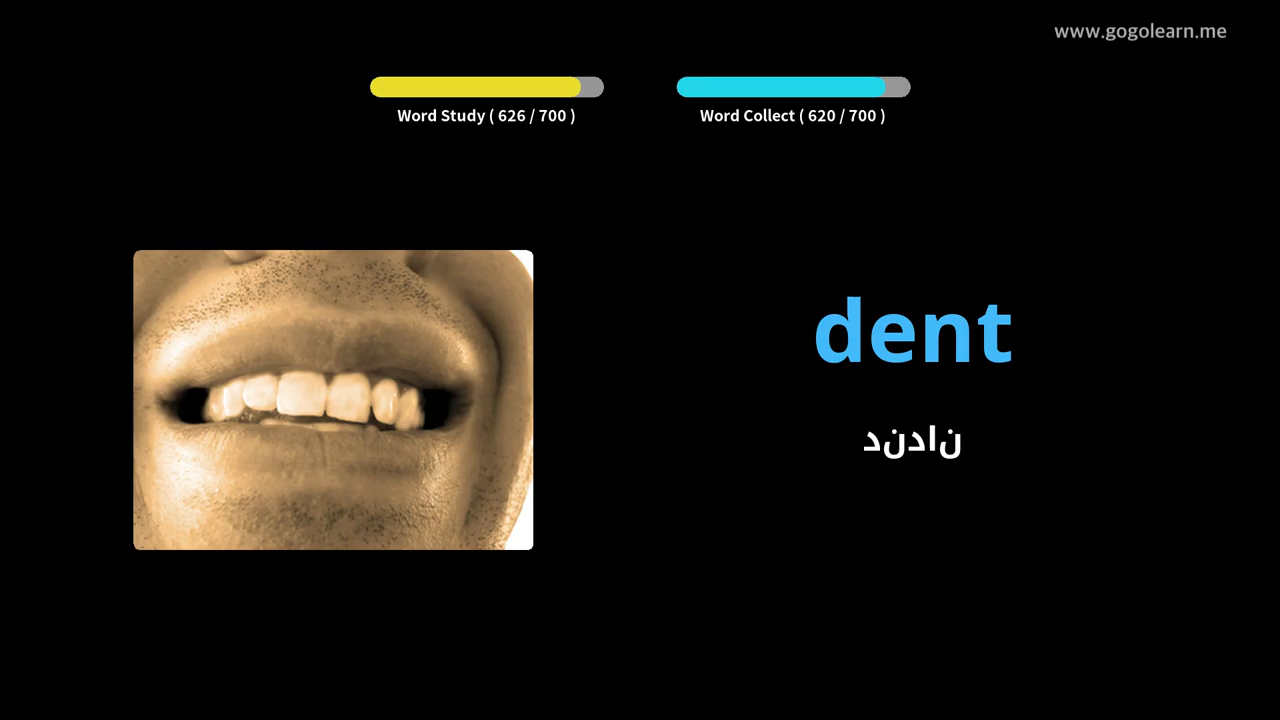 www.gogolearn.me
Word Study ( 626 / 700 )
Word Collect ( 620 / 700 )
dent
نادند